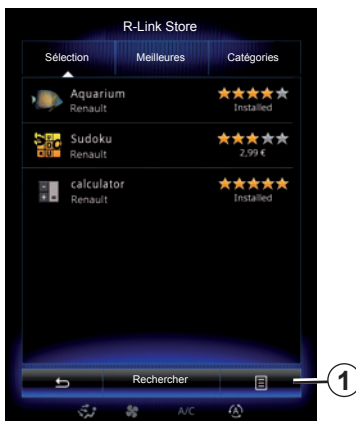 R-Link Store
Sélection Meilleures Catégories
Aquarium
Renault
Installed
Sudoku
Renault
2,99 €
calculator
Renault
Installed
Rechercher
1
A/C
A